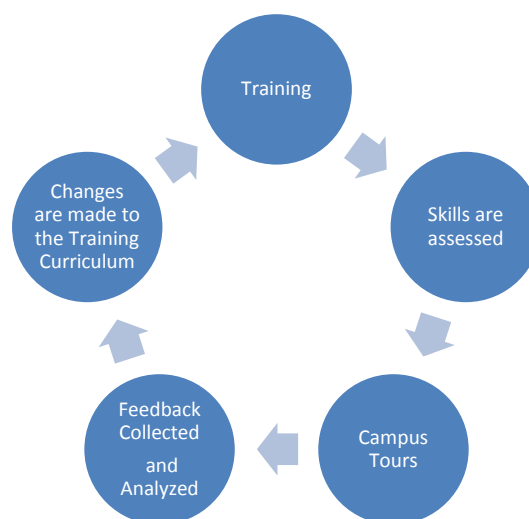 Training
Skills are
assessed
Campus
Tours
Feedback
Collected
and
Analyzed
Changes
are made to
the Training
Curriculum